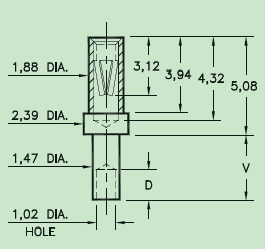 1,88 DIA.
3,12
3,94
4,32
5,08
2,39 DIA.
1,47 DIA.
D
V
1,02 DIA.
HOLE